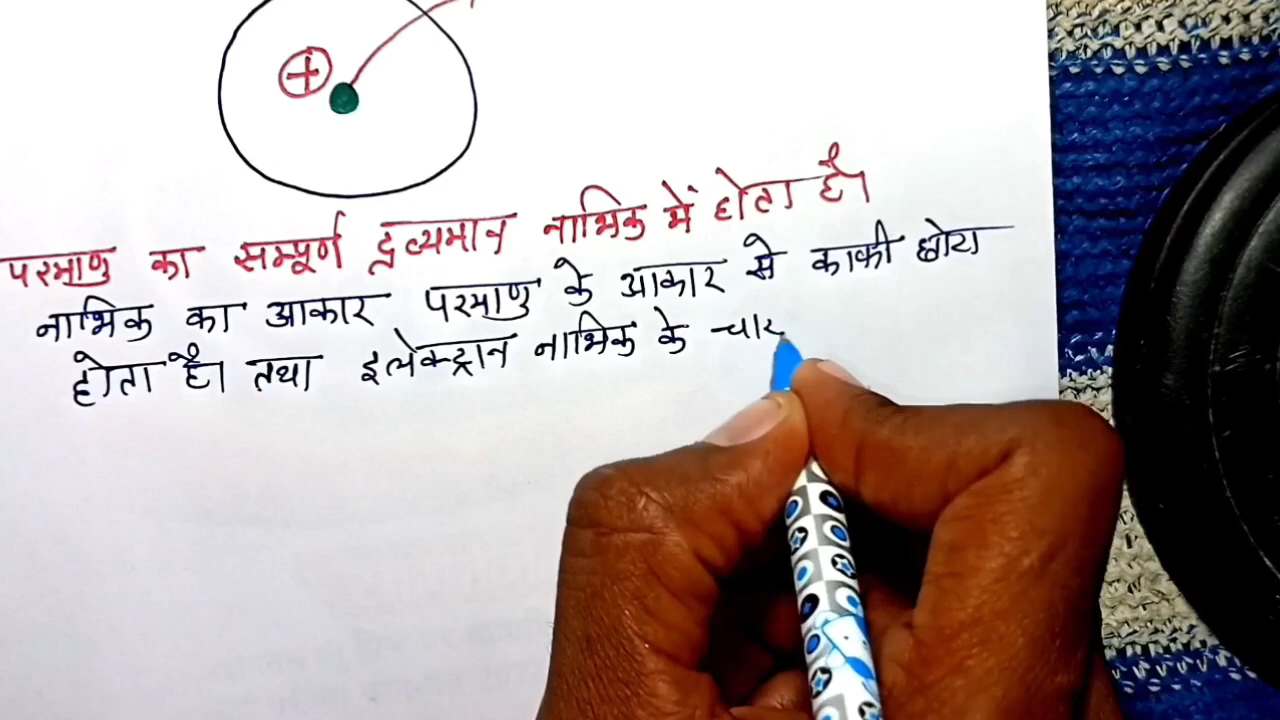 +
परमाणु का सम्पूर्ण द्रव्यमान नाभिक में होता है।
नाभिक का आकार परमाणु के आकार से काफी छोटा
होता है। तथा इलेक्ट्रान नाभिक के चार